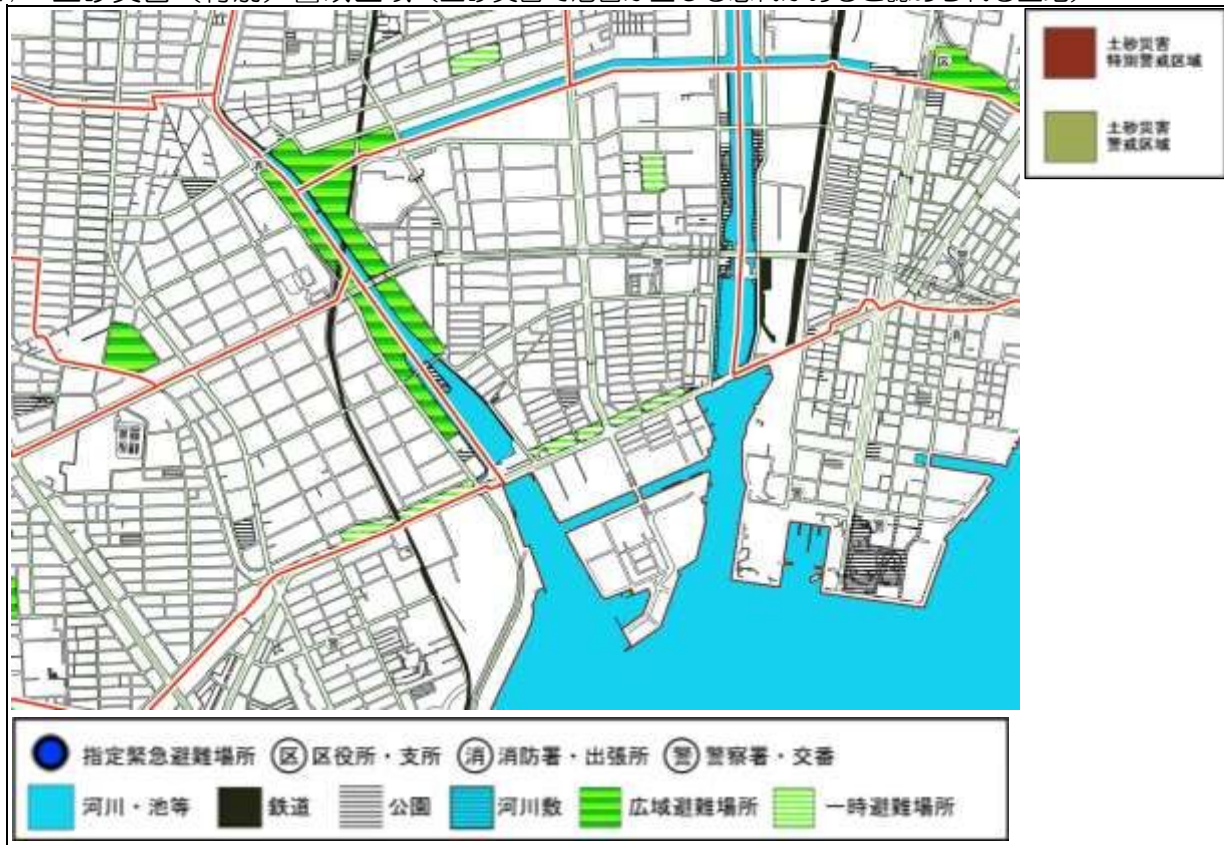 土砂災害
特別警戒区域
土砂災害
警戒区域
区
指定緊急避難場所 区 区役所・支所 消 消防署・出張所 警 警察署・交番
河川・池等 鉄道 公園 河川敷 広域避難場所 一時避難場所